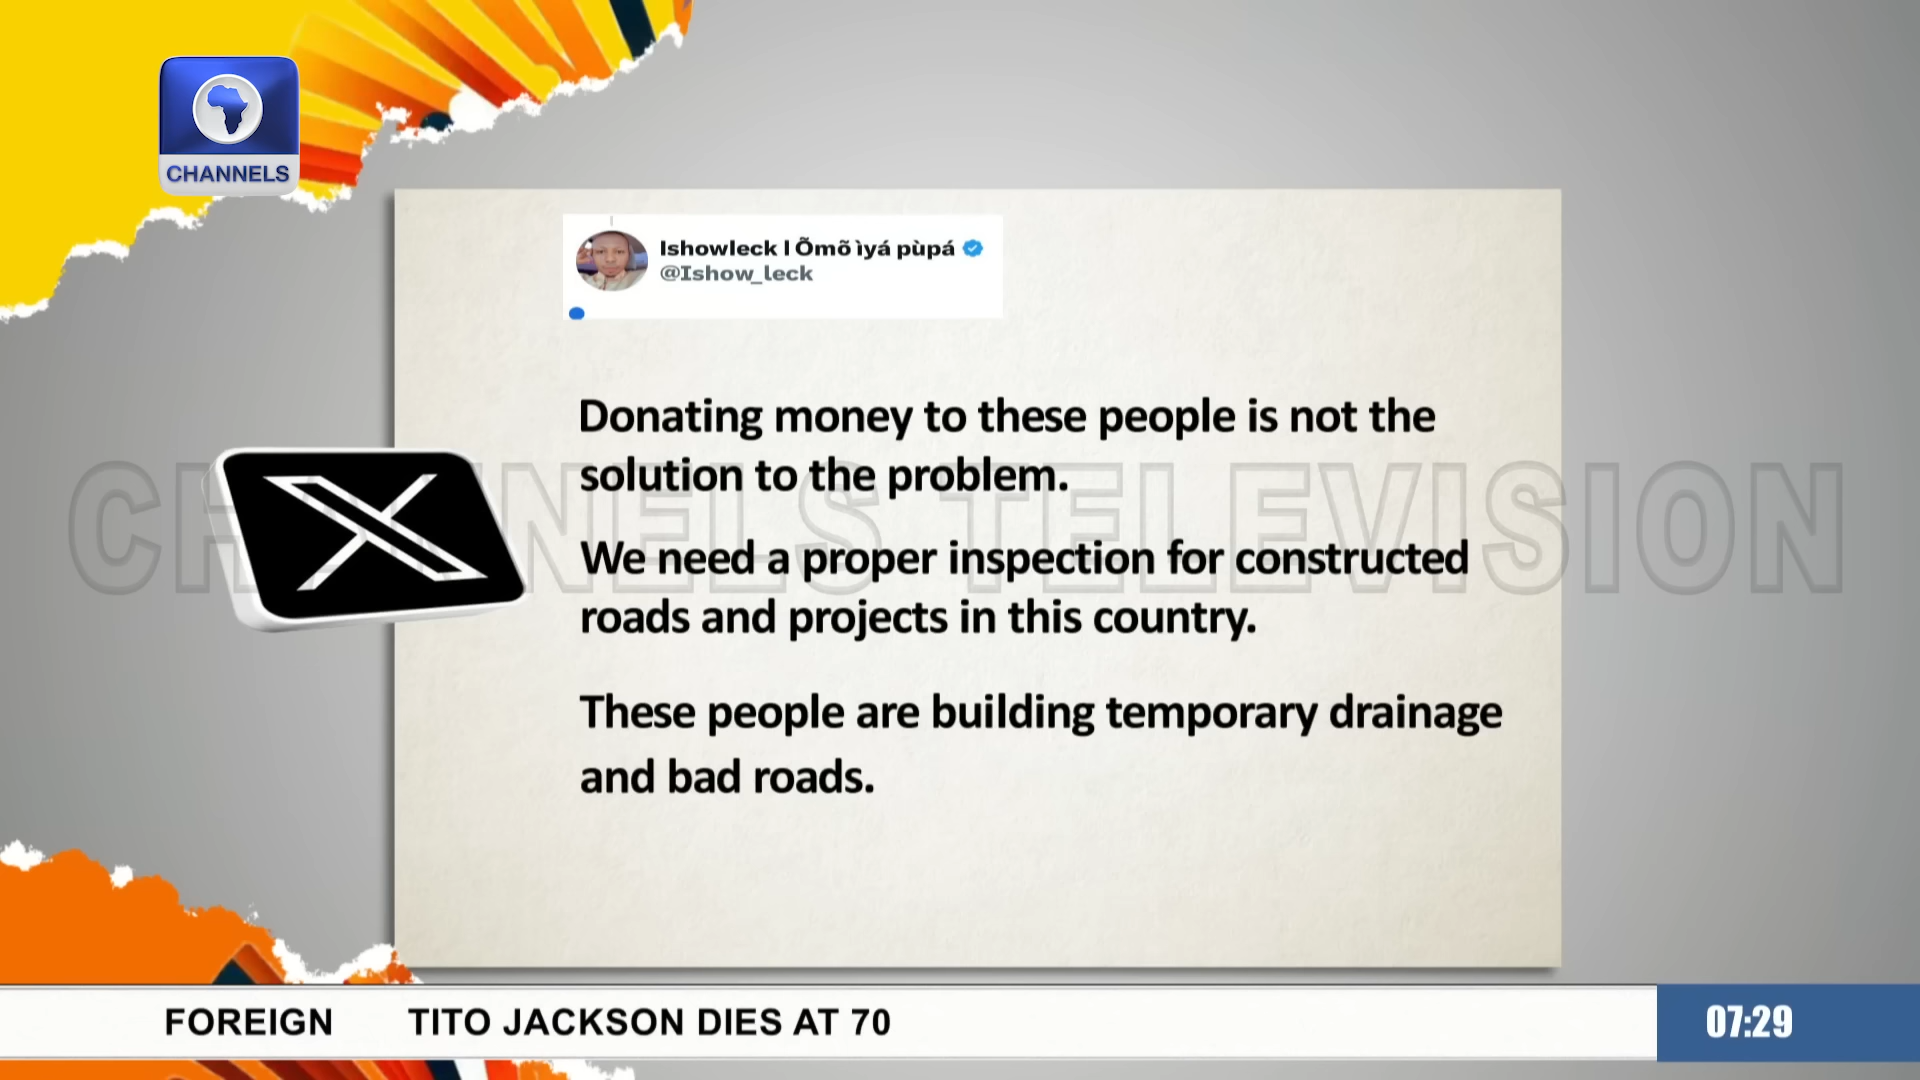 CHANNELS
Ishowleck I Õmõ ìyá pùpá
@Ishow_leck
Donating money to these people is not the
solution to the problem.
We need a proper inspection for constructed
roads and projects in this country.
These people are building temporary drainage
and bad roads.
CHANNELS TELEVISION
FOREIGN TITO JACKSON DIES AT 70
07:29